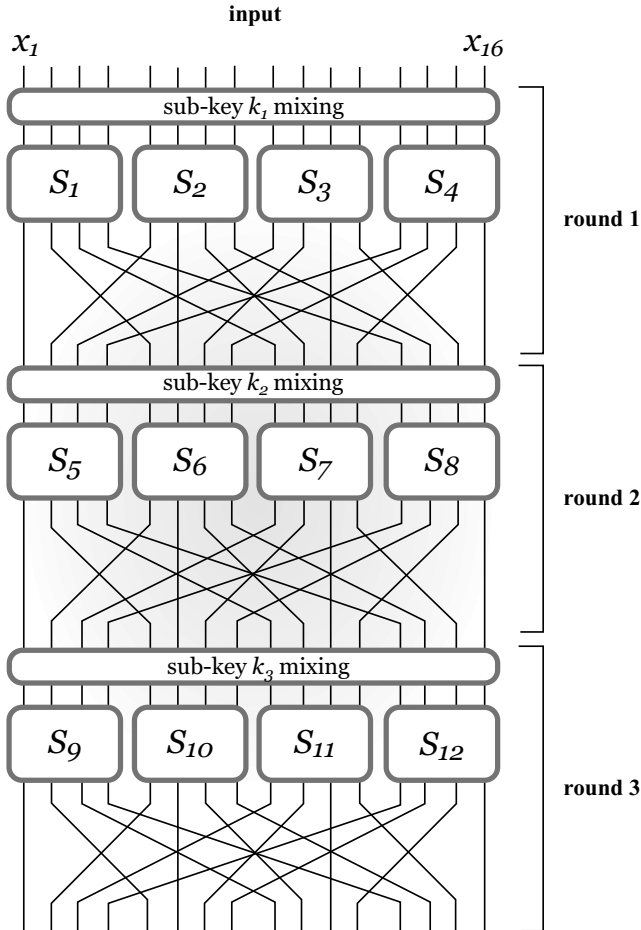 input
x₁ x₁₆
sub-key k₁ mixing
S₁ S₂ S₃ S₄
round 1
sub-key k₂ mixing
S₅ S₆ S₇ S₈
round 2
sub-key k₃ mixing
S₉ S₁₀ S₁₁ S₁₂
round 3